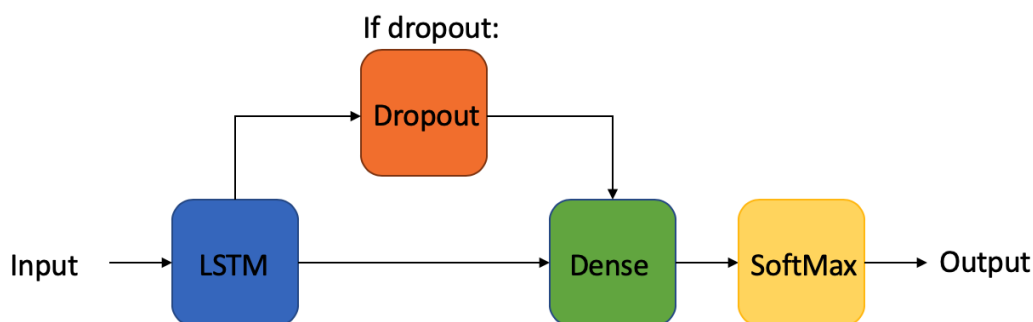 If dropout:
Dropout
Input
LSTM
Dense
SoftMax
Output